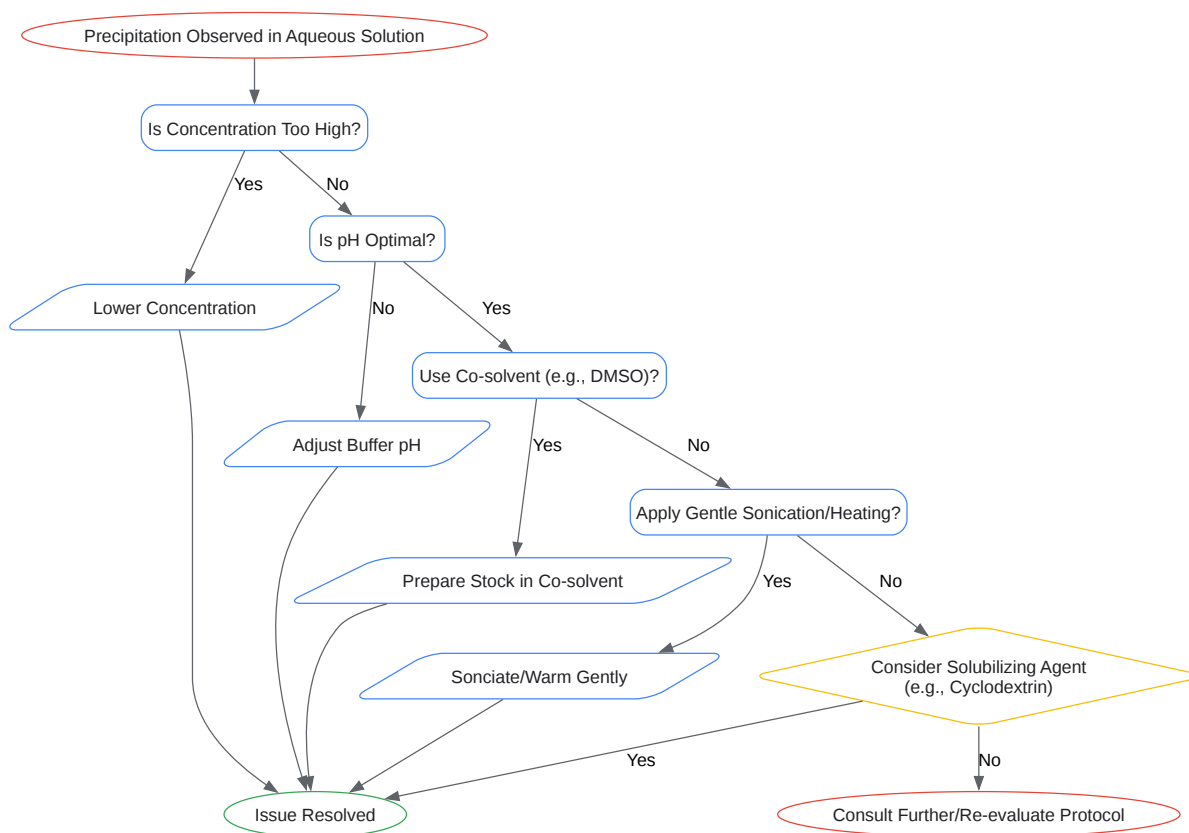 Precipitation Observed in Aqueous Solution
Is Concentration Too High?
Yes
No
Is pH Optimal?
Lower Concentration
No
Yes
Use Co-solvent (e.g., DMSO)?
Adjust Buffer pH
Yes
No
Apply Gentle Sonication/Heating?
Prepare Stock in Co-solvent
Yes
No
Sonciate/Warm Gently
Consider Solubilizing Agent
(e.g., Cyclodextrin)
Yes
No
Issue Resolved
Consult Further/Re-evaluate Protocol